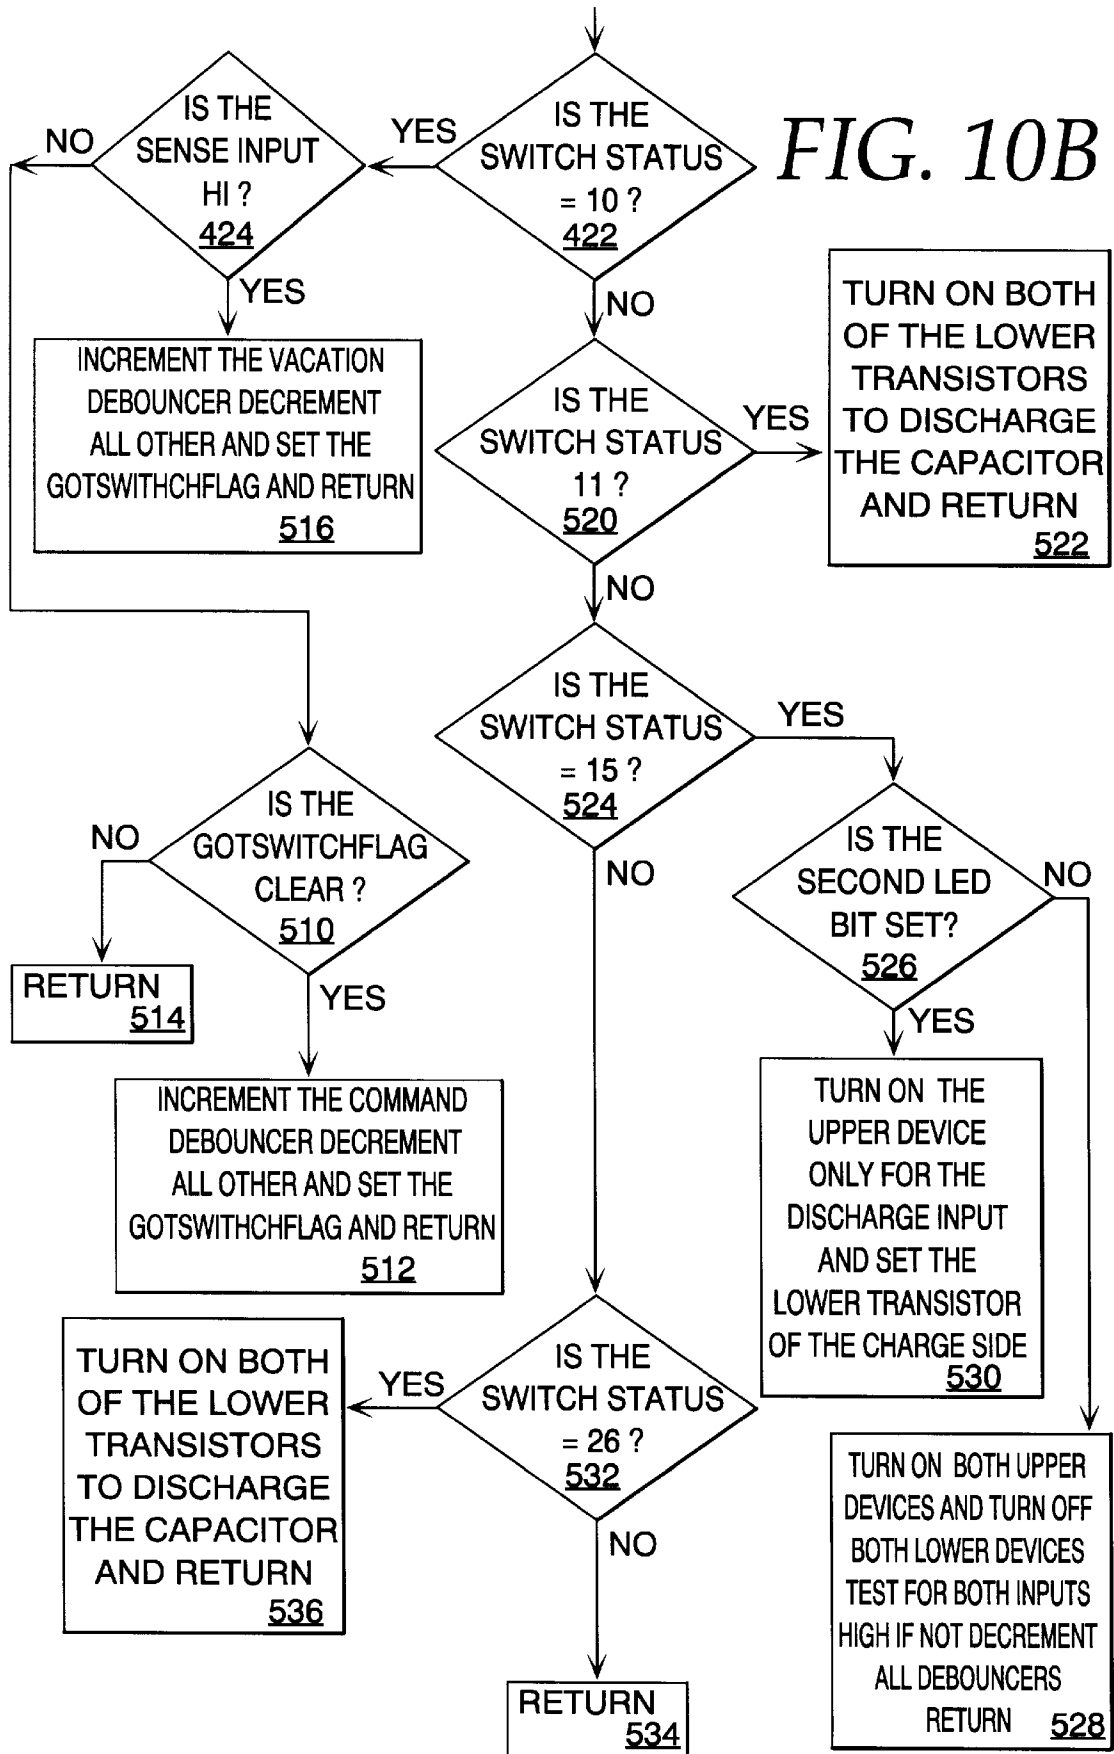 FIG. 10B
IS THE
SWITCH STATUS
= 10 ?
422
YES
NO
IS THE
SENSE INPUT
HI ?
424
NO
YES
INCREMENT THE VACATION
DEBOUNCER DECREMENT
ALL OTHER AND SET THE
GOTSWITHCHFLAG AND RETURN
516
IS THE
SWITCH STATUS
11 ?
520
YES
NO
TURN ON BOTH
OF THE LOWER
TRANSISTORS
TO DISCHARGE
THE CAPACITOR
AND RETURN
522
IS THE
SWITCH STATUS
= 15 ?
524
YES
NO
IS THE
GOTSWITCHFLAG
CLEAR ?
510
NO
YES
RETURN
514
INCREMENT THE COMMAND
DEBOUNCER DECREMENT
ALL OTHER AND SET THE
GOTSWITHCHFLAG AND RETURN
512
IS THE
SECOND LED
BIT SET?
526
NO
YES
TURN ON THE
UPPER DEVICE
ONLY FOR THE
DISCHARGE INPUT
AND SET THE
LOWER TRANSISTOR
OF THE CHARGE SIDE
530
IS THE
SWITCH STATUS
= 26 ?
532
YES
NO
TURN ON BOTH
OF THE LOWER
TRANSISTORS
TO DISCHARGE
THE CAPACITOR
AND RETURN
536
RETURN
534
TURN ON BOTH UPPER
DEVICES AND TURN OFF
BOTH LOWER DEVICES
TEST FOR BOTH INPUTS
HIGH IF NOT DECREMENT
ALL DEBOUNCERS
RETURN
528